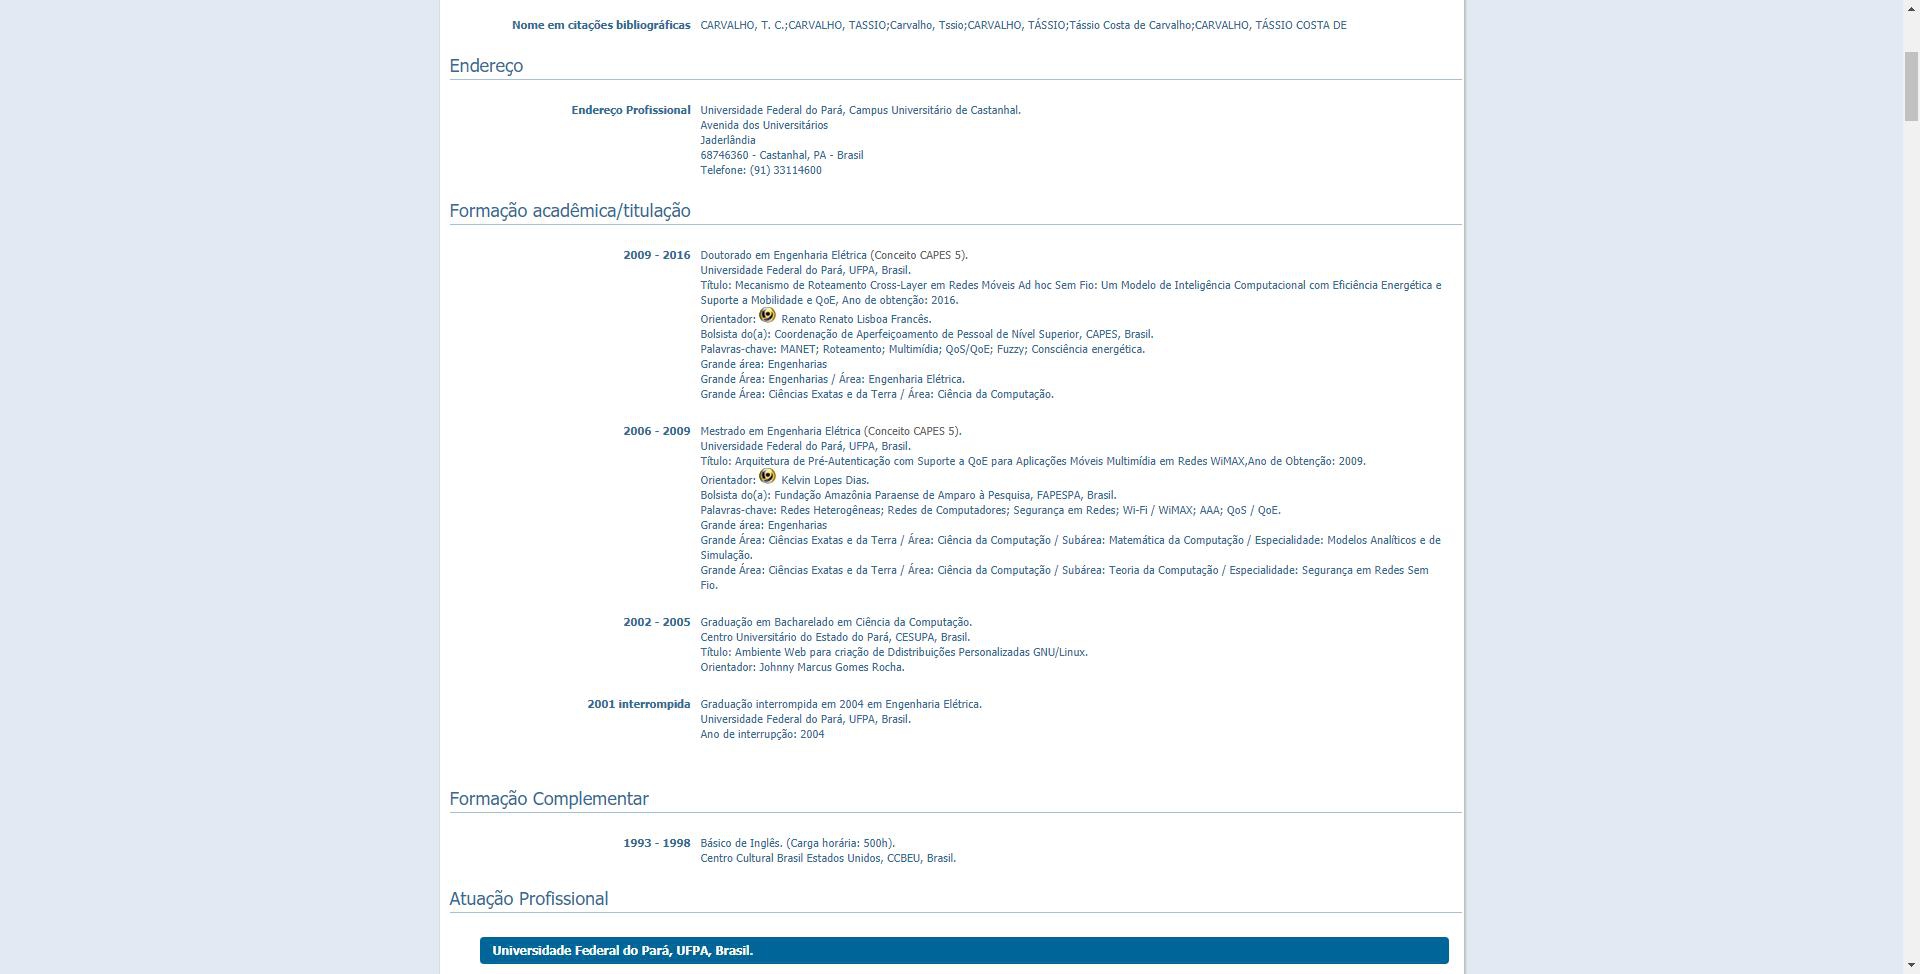 Nome em citações bibliográficas CARVALHO, T. C.;CARVALHO, TASSIO;Carvalho, Tssio;CARVALHO, TÁSSIO;Tássio Costa de Carvalho;CARVALHO, TÁSSIO COSTA DE
Endereço
Endereço Profissional Universidade Federal do Pará, Campus Universitário de Castanhal.
Avenida dos Universitários
Jaderlândia
68746360 - Castanhal, PA - Brasil
Telefone: (91) 33114600
Formação acadêmica/titulação
2009 - 2016 Doutorado em Engenharia Elétrica (Conceito CAPES 5).
Universidade Federal do Pará, UFPA, Brasil.
Título: Mecanismo de Roteamento Cross-Layer em Redes Móveis Ad hoc Sem Fio: Um Modelo de Inteligência Computacional com Eficiência Energética e
Suporte a Mobilidade e QoE, Ano de obtenção: 2016.
Orientador: Renato Renato Lisboa Francês.
Bolsista do(a): Coordenação de Aperfeiçoamento de Pessoal de Nível Superior, CAPES, Brasil.
Palavras-chave: MANET; Roteamento; Multimídia; QoS/QoE; Fuzzy; Consciência energética.
Grande área: Engenharias
Grande Área: Engenharias / Área: Engenharia Elétrica.
Grande Área: Ciências Exatas e da Terra / Área: Ciência da Computação.
2006 - 2009 Mestrado em Engenharia Elétrica (Conceito CAPES 5).
Universidade Federal do Pará, UFPA, Brasil.
Título: Arquitetura de Pré-Autenticação com Suporte a QoE para Aplicações Móveis Multimídia em Redes WiMAX,Ano de Obtenção: 2009.
Orientador: Kelvin Lopes Dias.
Bolsista do(a): Fundação Amazônia Paraense de Amparo à Pesquisa, FAPESPA, Brasil.
Palavras-chave: Redes Heterogêneas; Redes de Computadores; Segurança em Redes; Wi-Fi / WiMAX; AAA; QoS / QoE.
Grande área: Engenharias
Grande Área: Ciências Exatas e da Terra / Área: Ciência da Computação / Subárea: Matemática da Computação / Especialidade: Modelos Analíticos e de
Simulação.
Grande Área: Ciências Exatas e da Terra / Área: Ciência da Computação / Subárea: Teoria da Computação / Especialidade: Segurança em Redes Sem
Fio.
2002 - 2005 Graduação em Bacharelado em Ciência da Computação.
Centro Universitário do Estado do Pará, CESUPA, Brasil.
Título: Ambiente Web para criação de Ddistribuições Personalizadas GNU/Linux.
Orientador: Johnny Marcus Gomes Rocha.
2001 interrompida Graduação interrompida em 2004 em Engenharia Elétrica.
Universidade Federal do Pará, UFPA, Brasil.
Ano de interrupção: 2004
Formação Complementar
1993 - 1998 Básico de Inglês. (Carga horária: 500h).
Centro Cultural Brasil Estados Unidos, CCBEU, Brasil.
Atuação Profissional
Universidade Federal do Pará, UFPA, Brasil.